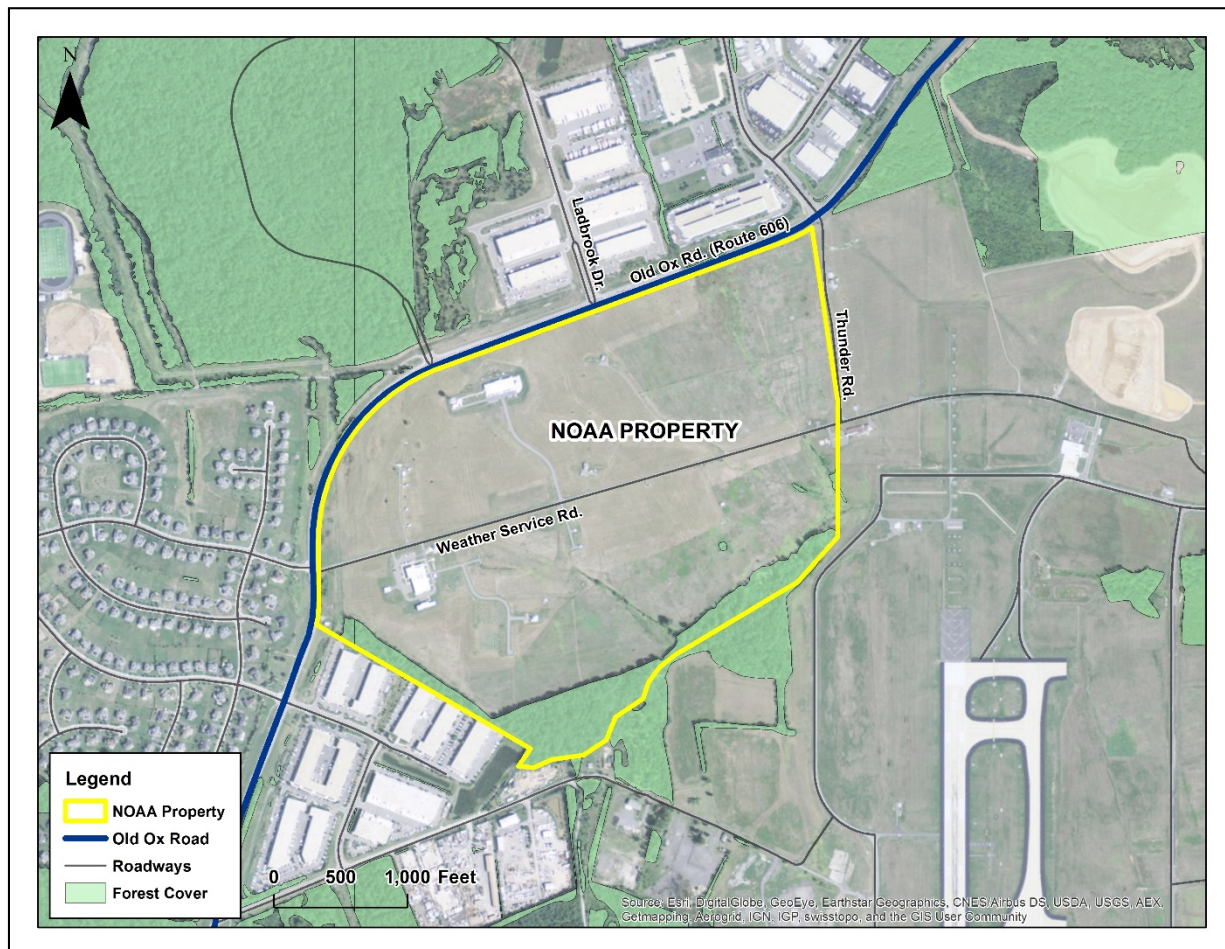 N
Ladbrook Dr.
Old Ox Rd. (Route 606)
Thunder Rd.
NOAA PROPERTY
Weather Service Rd.
Legend
NOAA Property
Old Ox Road
Roadways
Forest Cover
0 500 1,000 Feet
Source: Esri, DigitalGlobe, GeoEye, Earthstar Geographics, CNES/Airbus DS, USDA, USGS, AEX,
Getmapping, Aerogrid, IGN, IGP, swisstopo, and the GIS User Community